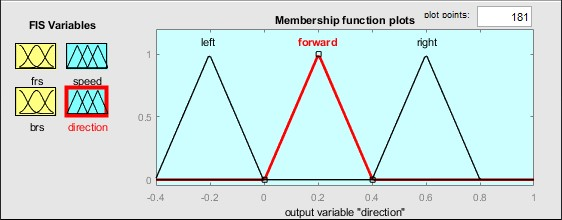 FIS Variables
Membership function plots
plot points:
181
frs
speed
brs
direction
left
forward
right
1
0.5
0
-0.4
-0.2
0
0.2
0.4
0.6
0.8
1
output variable "direction"